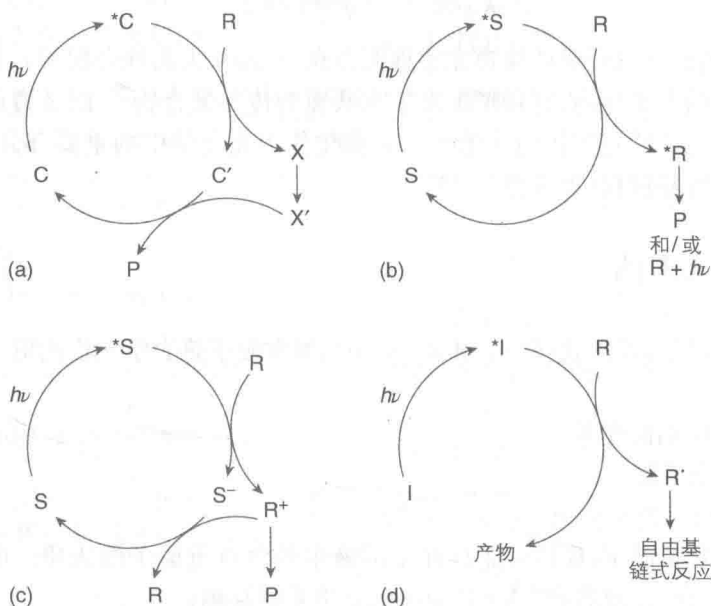 *C R
hν
C C′ X
X′
P
(a)
*S R
hν
S *R
P
和/或
R + hν
(b)
*S R
hν
S S⁻ R⁺
R P
(c)
*I R
hν
I R·
产物 自由基
链式反应
(d)